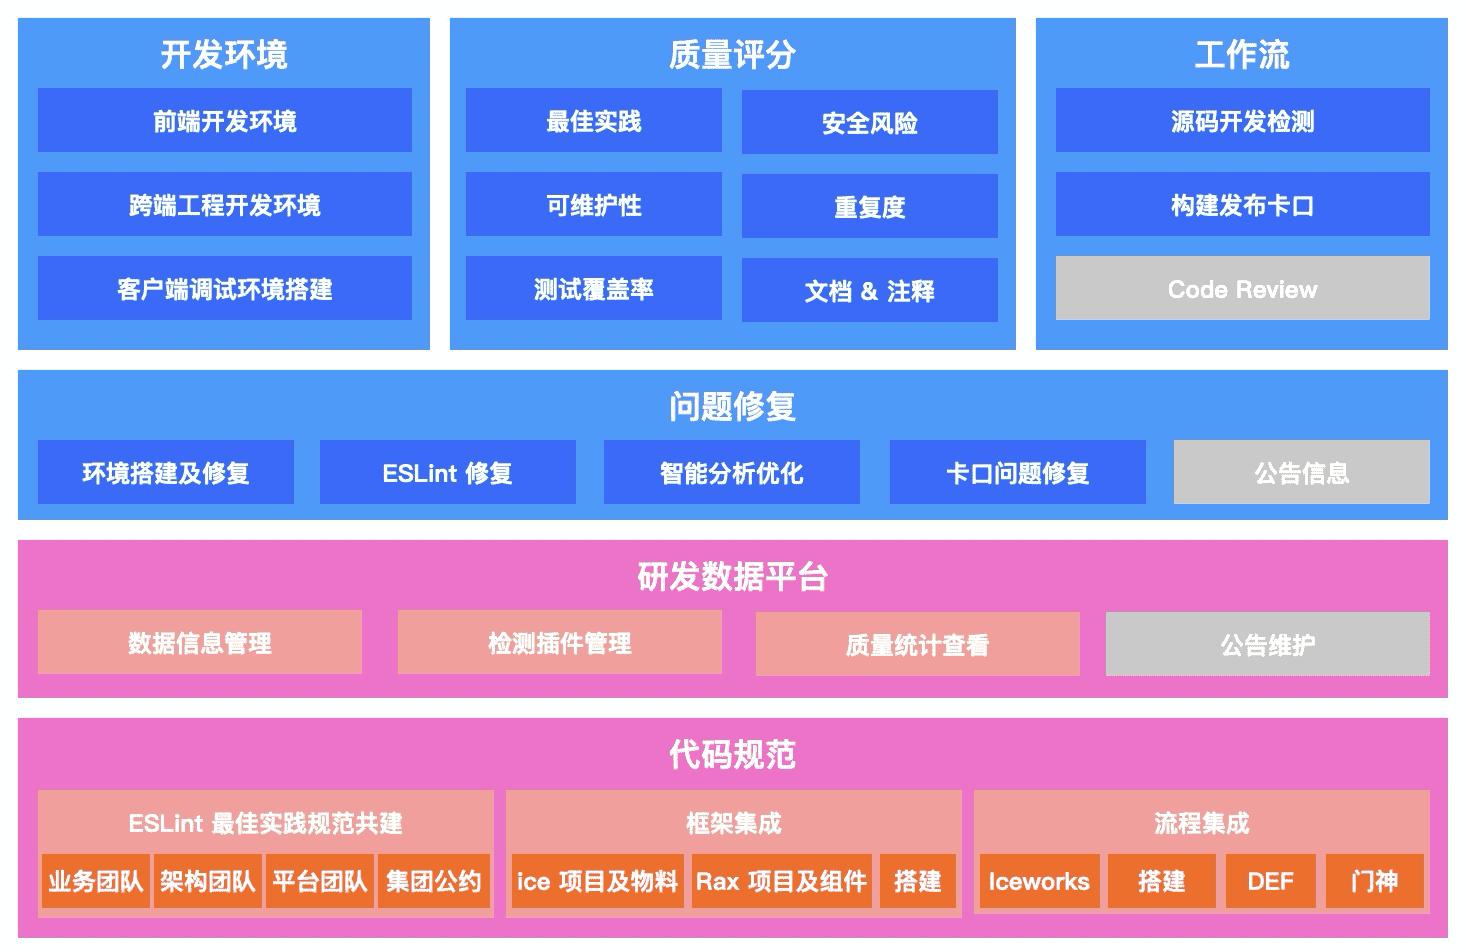 开发环境
前端开发环境
跨端工程开发环境
客户端调试环境搭建
质量评分
最佳实践
安全风险
可维护性
重复度
测试覆盖率
文档 & 注释
工作流
源码开发检测
构建发布卡口
Code Review
问题修复
环境搭建及修复
ESLint 修复
智能分析优化
卡口问题修复
公告信息
研发数据平台
数据信息管理
检测插件管理
质量统计查看
公告维护
代码规范
ESLint 最佳实践规范共建
业务团队
架构团队
平台团队
集团公约
框架集成
ice 项目及物料
Rax 项目及组件
搭建
流程集成
Iceworks
搭建
DEF
门神